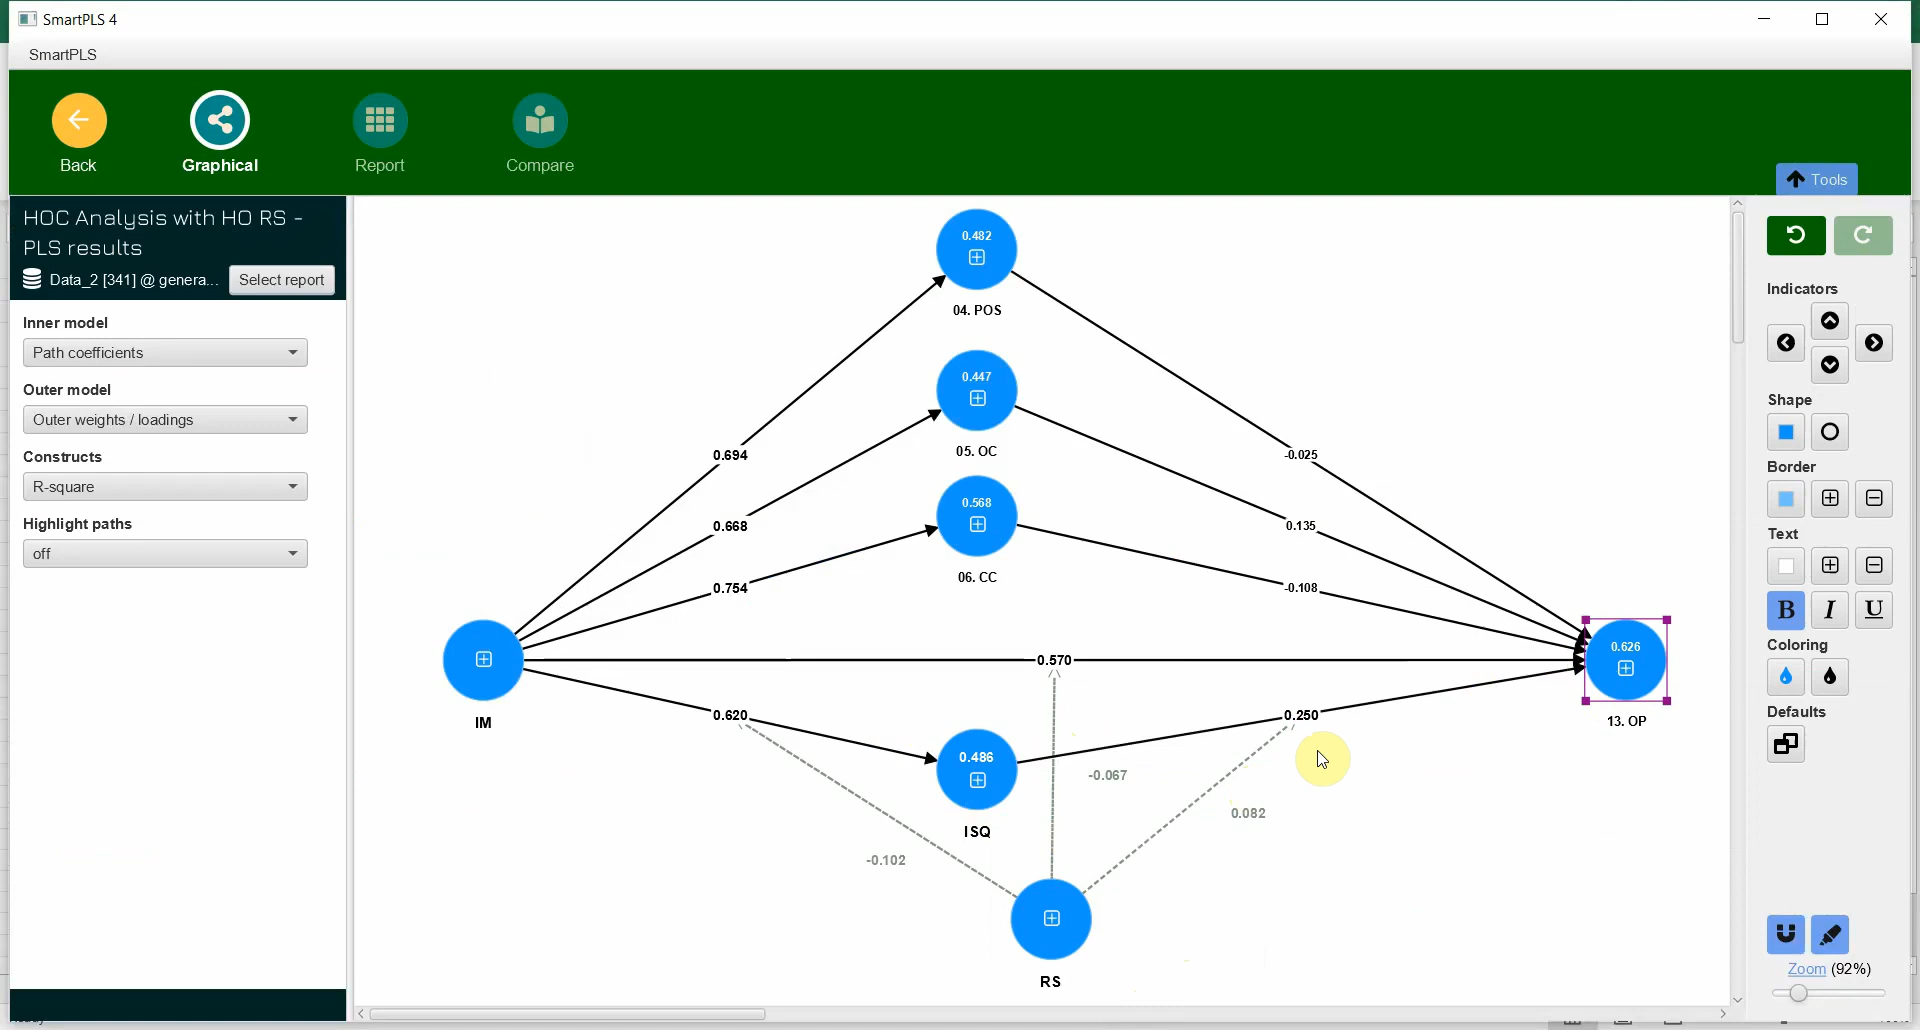 SmartPLS 4
SmartPLS
Back
Graphical
Report
Compare
Tools
HOC Analysis with HO RS -
PLS results
Data_2 [341] @ genera...
Select report
Inner model
Path coefficients
Outer model
Outer weights / loadings
Constructs
R-square
Highlight paths
off
0.482
04. POS
0.447
05. OC
0.568
06. CC
0.694
0.668
0.754
-0.025
0.135
-0.108
IM
0.570
0.626
13. OP
0.620
0.250
0.486
ISQ
-0.067
0.082
-0.102
RS
Indicators
Shape
Border
Text
B I U
Coloring
Defaults
Zoom (92%)